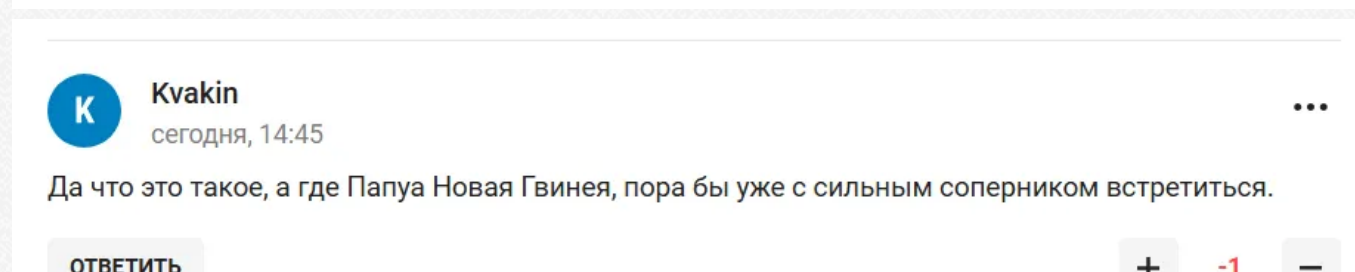 K
Kvakin
сегодня, 14:45
Да что это такое, а где Папуа Новая Гвинея, пора бы уже с сильным соперником встретиться.
ОТВЕТИТЬ
+ -1 −